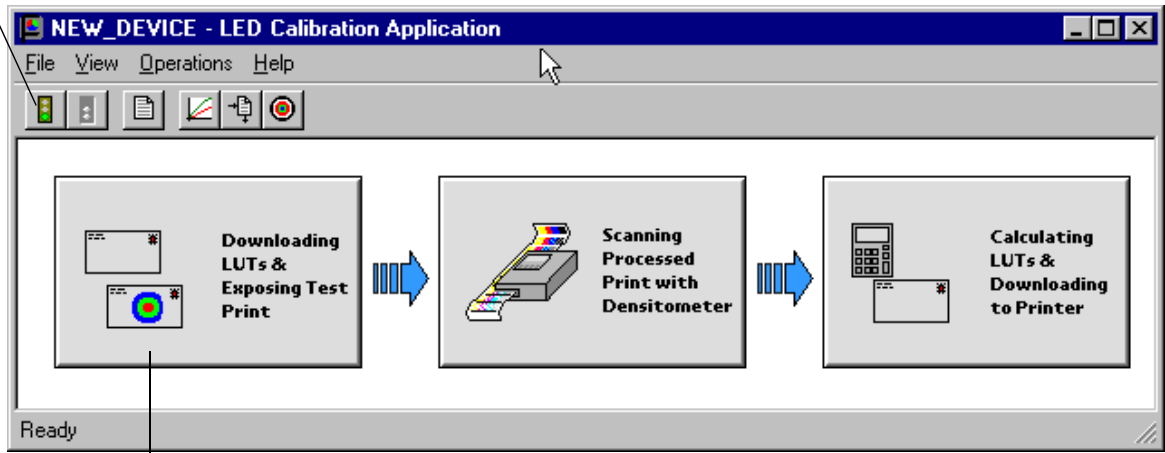 NEW_DEVICE - LED Calibration Application
File View Operations Help
Downloading
LUTs &
Exposing Test
Print
Scanning
Processed
Print with
Densitometer
Calculating
LUTs &
Downloading
to Printer
Ready